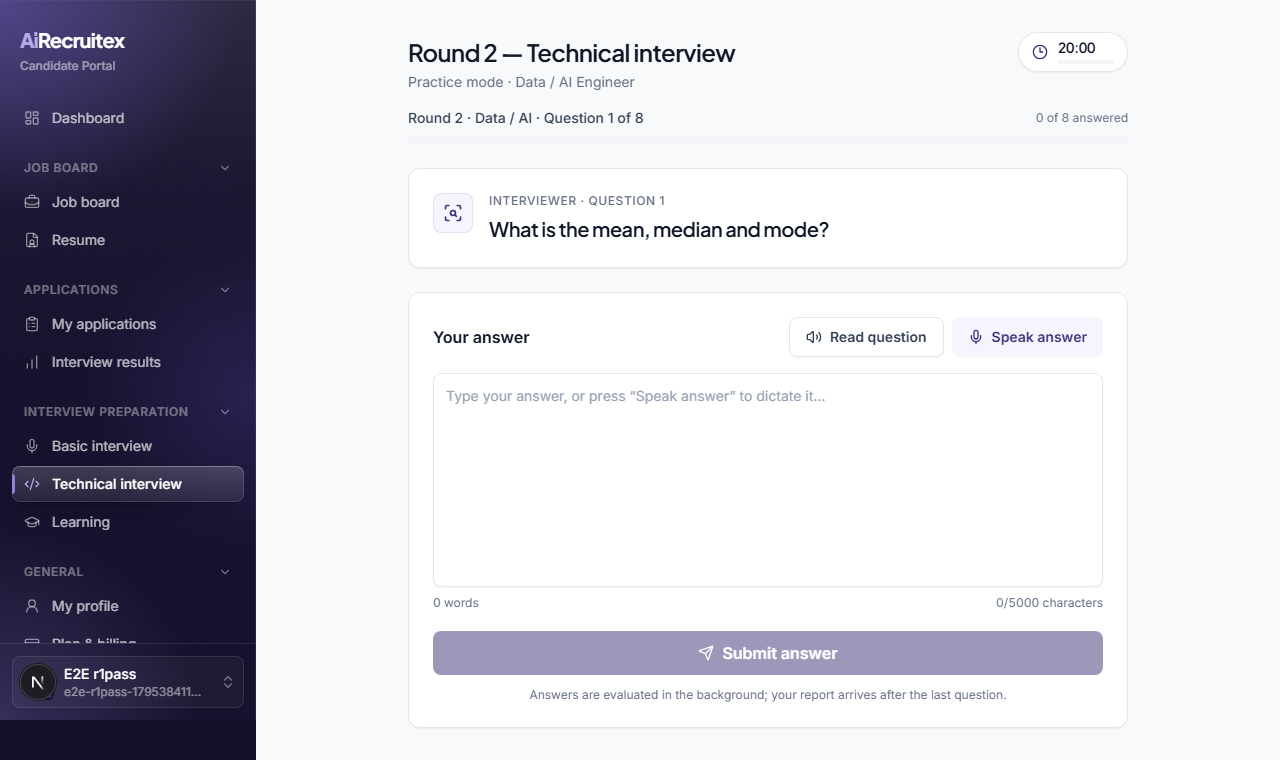 AiRecruitex
Candidate Portal
Dashboard
JOB BOARD
Job board
Resume
APPLICATIONS
My applications
Interview results
INTERVIEW PREPARATION
Basic interview
Technical interview
Learning
GENERAL
My profile
Plan & billing
N
E2E r1pass
e2e-r1pass-179538411...
Round 2 — Technical interview
20:00
Practice mode · Data / AI Engineer
Round 2 · Data / AI · Question 1 of 8
0 of 8 answered
INTERVIEWER · QUESTION 1
What is the mean, median and mode?
Your answer
Read question
Speak answer
Type your answer, or press “Speak answer” to dictate it...
0 words
0/5000 characters
Submit answer
Answers are evaluated in the background; your report arrives after the last question.